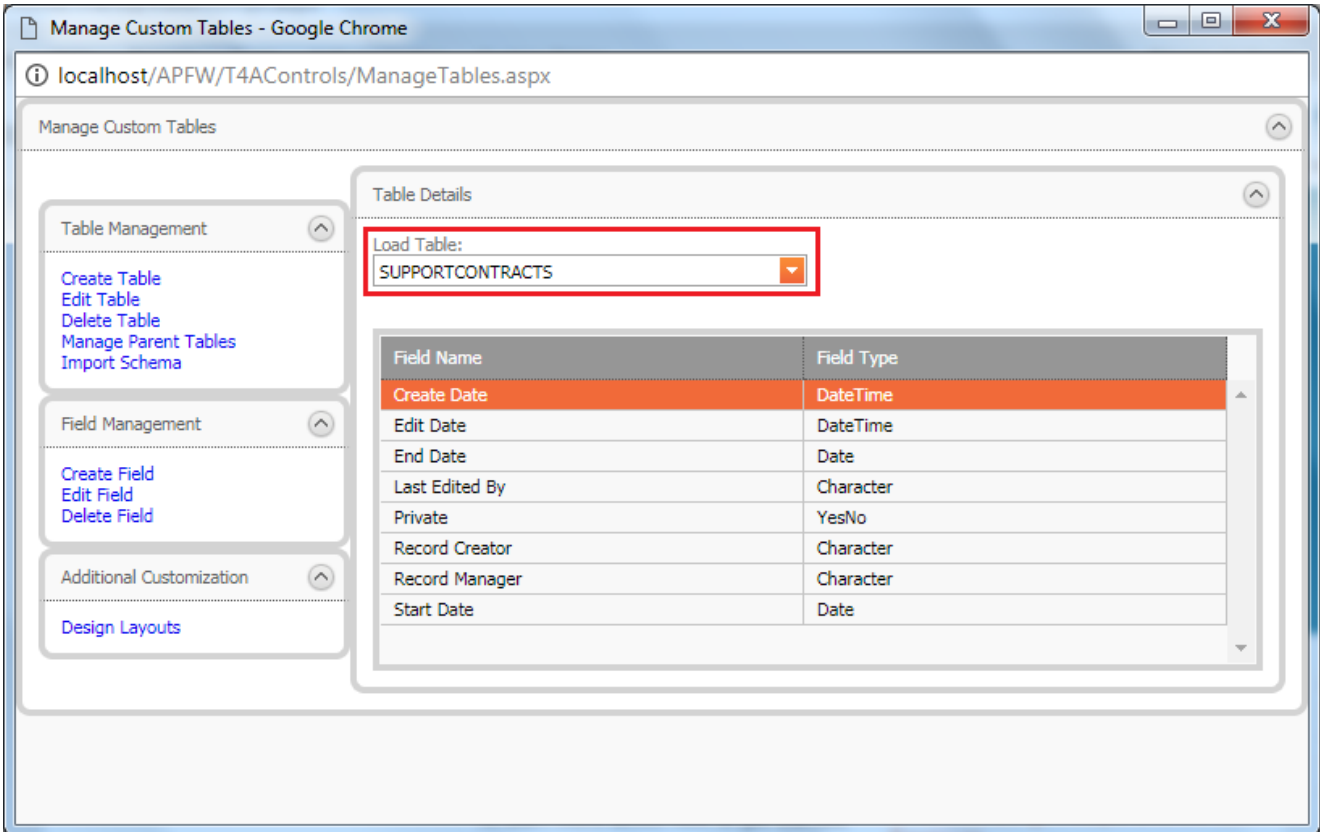 Manage Custom Tables - Google Chrome
localhost/APFW/T4AControls/ManageTables.aspx
Manage Custom Tables
Table Management
Create Table
Edit Table
Delete Table
Manage Parent Tables
Import Schema
Field Management
Create Field
Edit Field
Delete Field
Additional Customization
Design Layouts
Table Details
Load Table:
SUPPORTCONTRACTS
Field Name Field Type
Create Date DateTime
Edit Date DateTime
End Date Date
Last Edited By Character
Private YesNo
Record Creator Character
Record Manager Character
Start Date Date